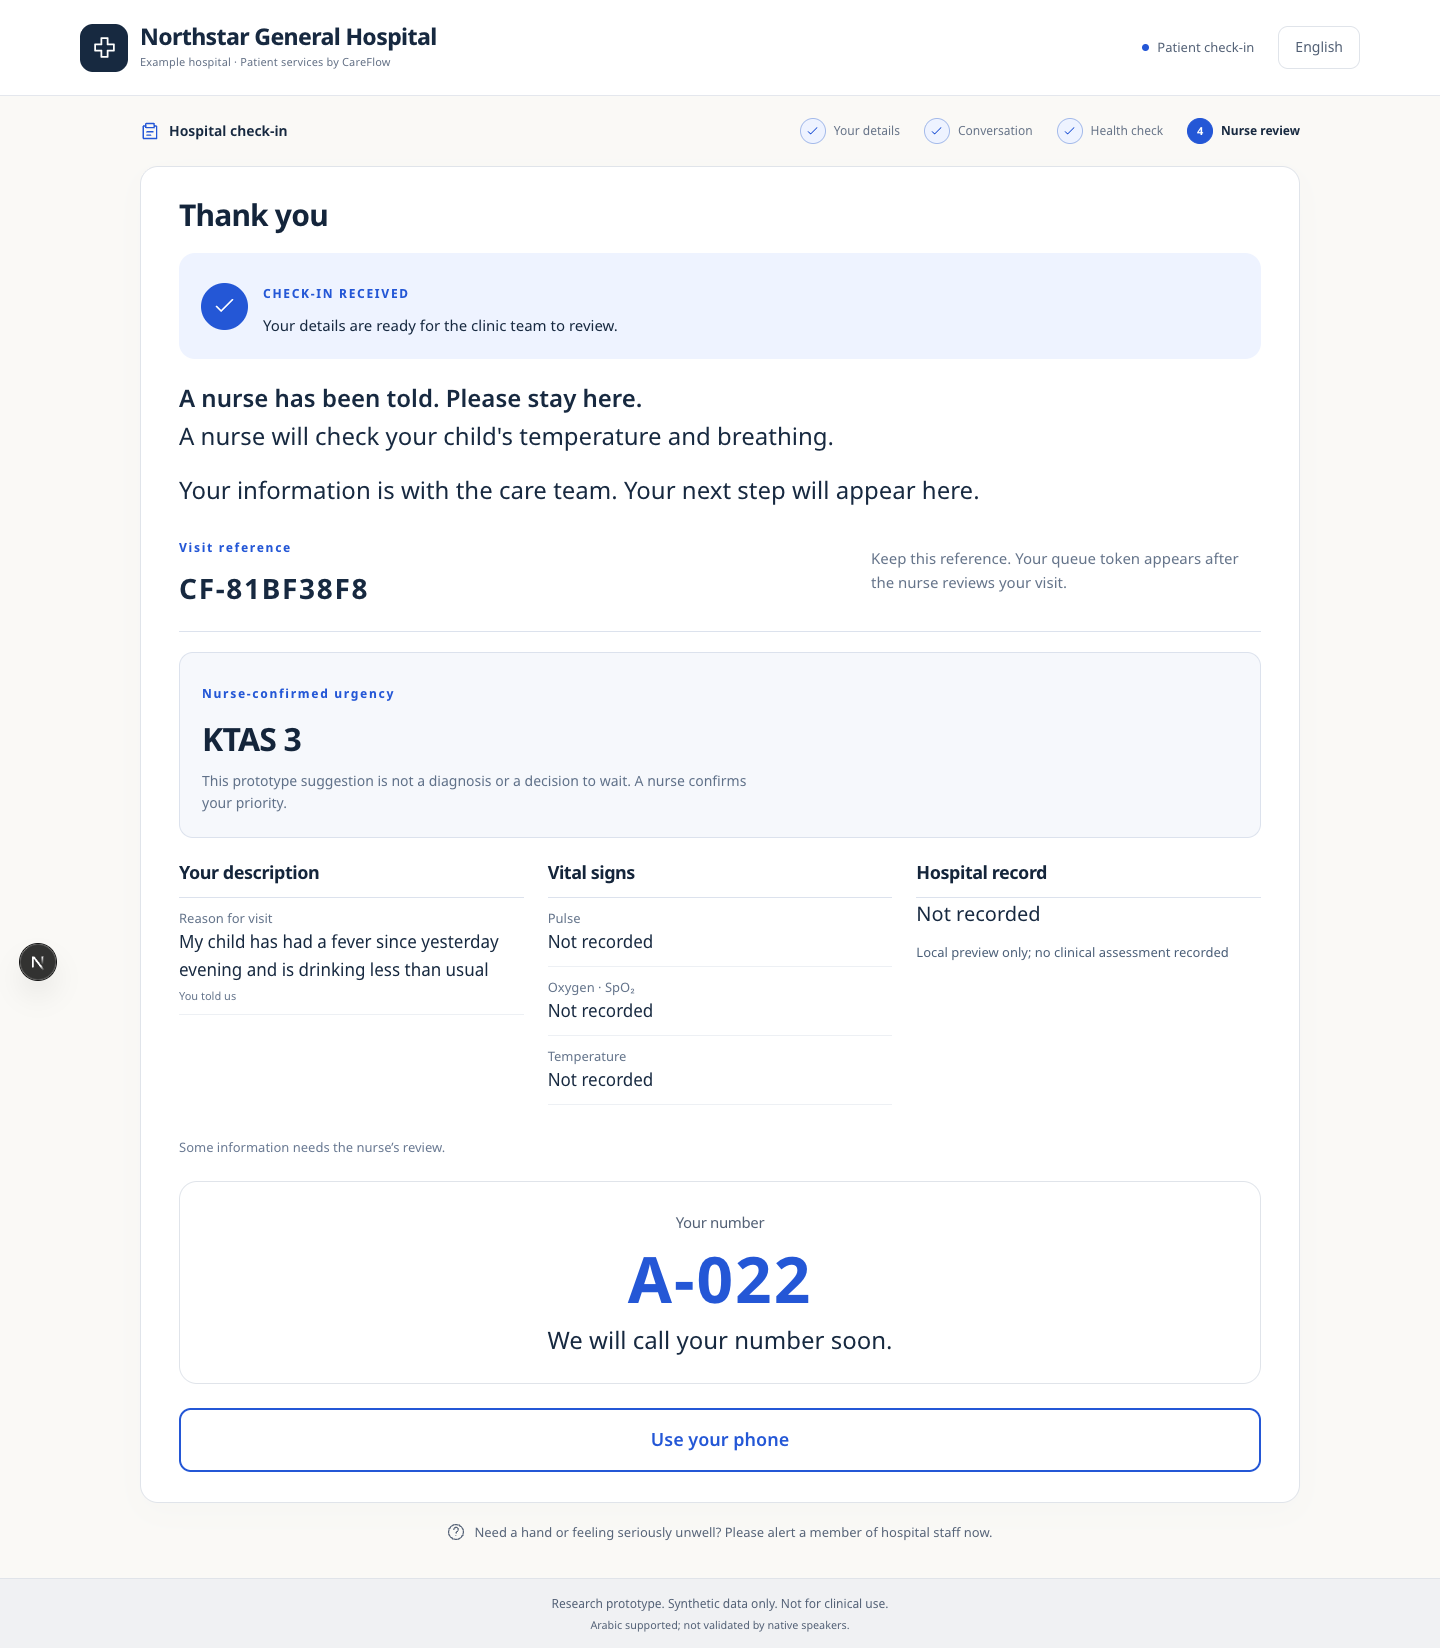 Northstar General Hospital
Example hospital · Patient services by CareFlow
Patient check-in
English
Hospital check-in
Your details
Conversation
Health check
4 Nurse review
Thank you
CHECK-IN RECEIVED
Your details are ready for the clinic team to review.
A nurse has been told. Please stay here.
A nurse will check your child's temperature and breathing.
Your information is with the care team. Your next step will appear here.
Visit reference
CF-81BF38F8
Keep this reference. Your queue token appears after
the nurse reviews your visit.
Nurse-confirmed urgency
KTAS 3
This prototype suggestion is not a diagnosis or a decision to wait. A nurse confirms
your priority.
Your description
Reason for visit
My child has had a fever since yesterday
evening and is drinking less than usual
You told us
Vital signs
Pulse
Not recorded
Oxygen · SpO₂
Not recorded
Temperature
Not recorded
Hospital record
Not recorded
Local preview only; no clinical assessment recorded
N
Some information needs the nurse’s review.
Your number
A-022
We will call your number soon.
Use your phone
Need a hand or feeling seriously unwell? Please alert a member of hospital staff now.
Research prototype. Synthetic data only. Not for clinical use.
Arabic supported; not validated by native speakers.